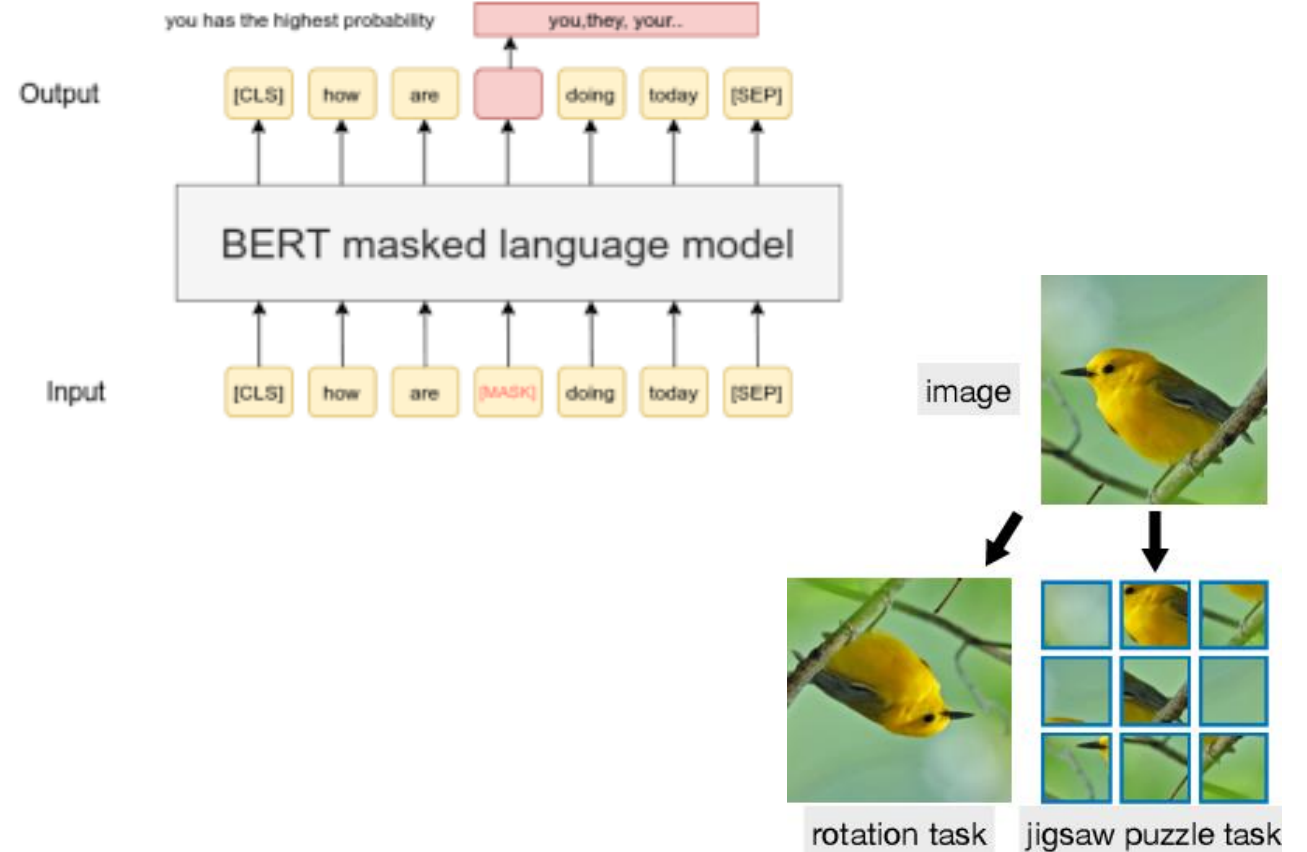 you has the highest probability
you,they, your..
Output
[CLS] how are doing today [SEP]
BERT masked language model
Input
[CLS] how are [MASK] doing today [SEP]
image
rotation task
jigsaw puzzle task